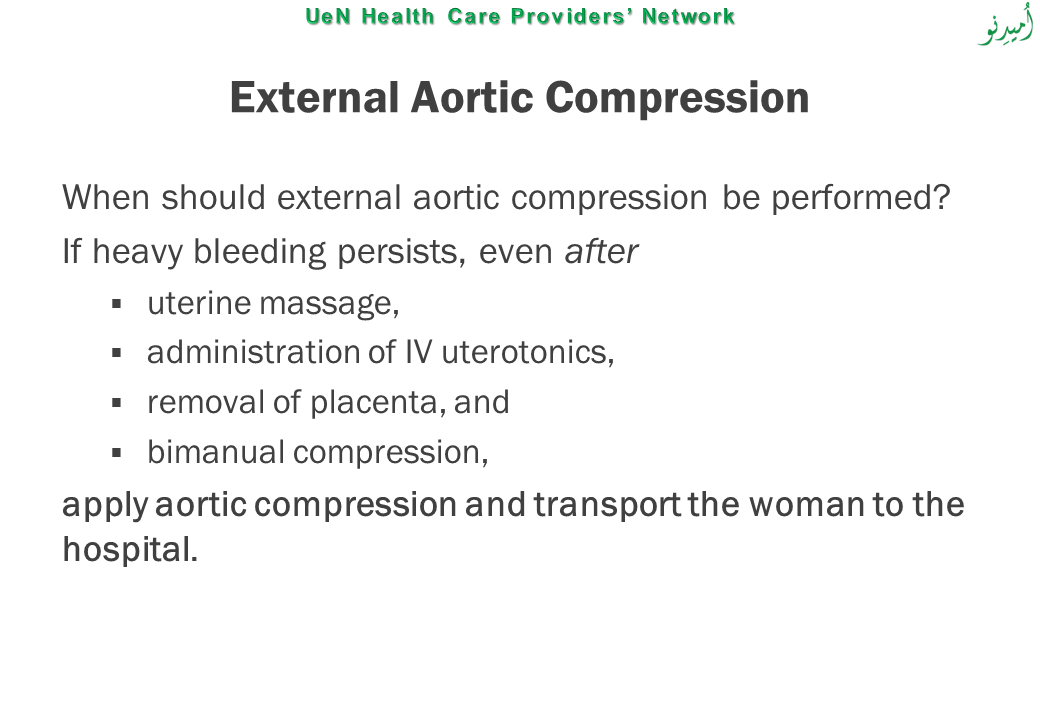 UeN Health Care Providers’ Network
اُمیدِنو
External Aortic Compression
When should external aortic compression be performed?
If heavy bleeding persists, even after
▪ uterine massage,
▪ administration of IV uterotonics,
▪ removal of placenta, and
▪ bimanual compression,
apply aortic compression and transport the woman to the
hospital.